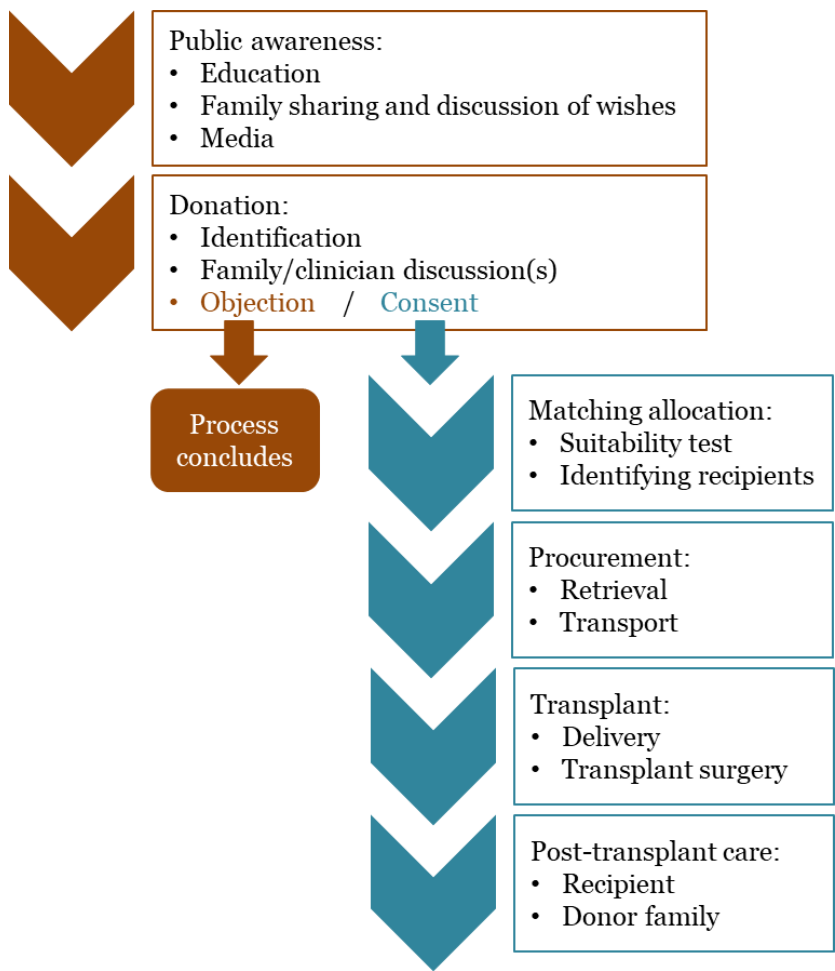 Public awareness:
• Education
• Family sharing and discussion of wishes
• Media
Donation:
• Identification
• Family/clinician discussion(s)
• Objection / Consent
Process
concludes
Matching allocation:
• Suitability test
• Identifying recipients
Procurement:
• Retrieval
• Transport
Transplant:
• Delivery
• Transplant surgery
Post-transplant care:
• Recipient
• Donor family